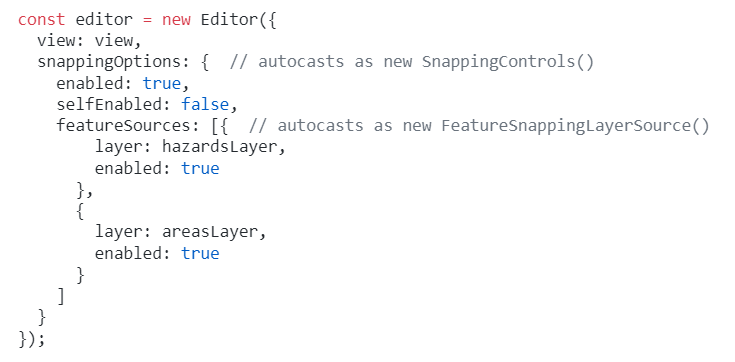 const editor = new Editor({
  view: view,
  snappingOptions: {  // autocasts as new SnappingControls()
    enabled: true,
    selfEnabled: false,
    featureSources: [{  // autocasts as new FeatureSnappingLayerSource()
        layer: hazardsLayer,
        enabled: true
      },
      {
        layer: areasLayer,
        enabled: true
      }
    ]
  }
});